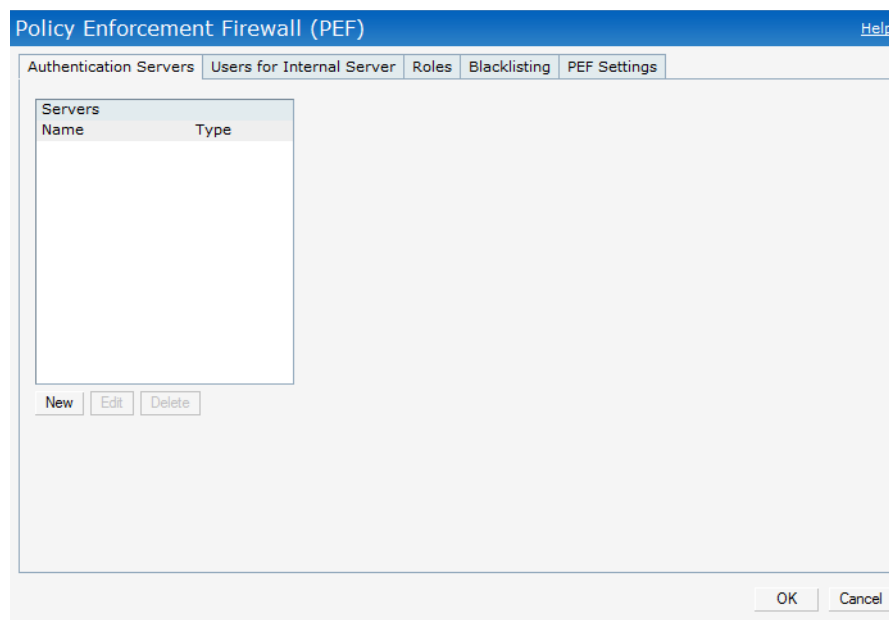 Policy Enforcement Firewall (PEF) Help
Authentication Servers Users for Internal Server Roles Blacklisting PEF Settings
Servers
Name Type
New Edit Delete
OK Cancel